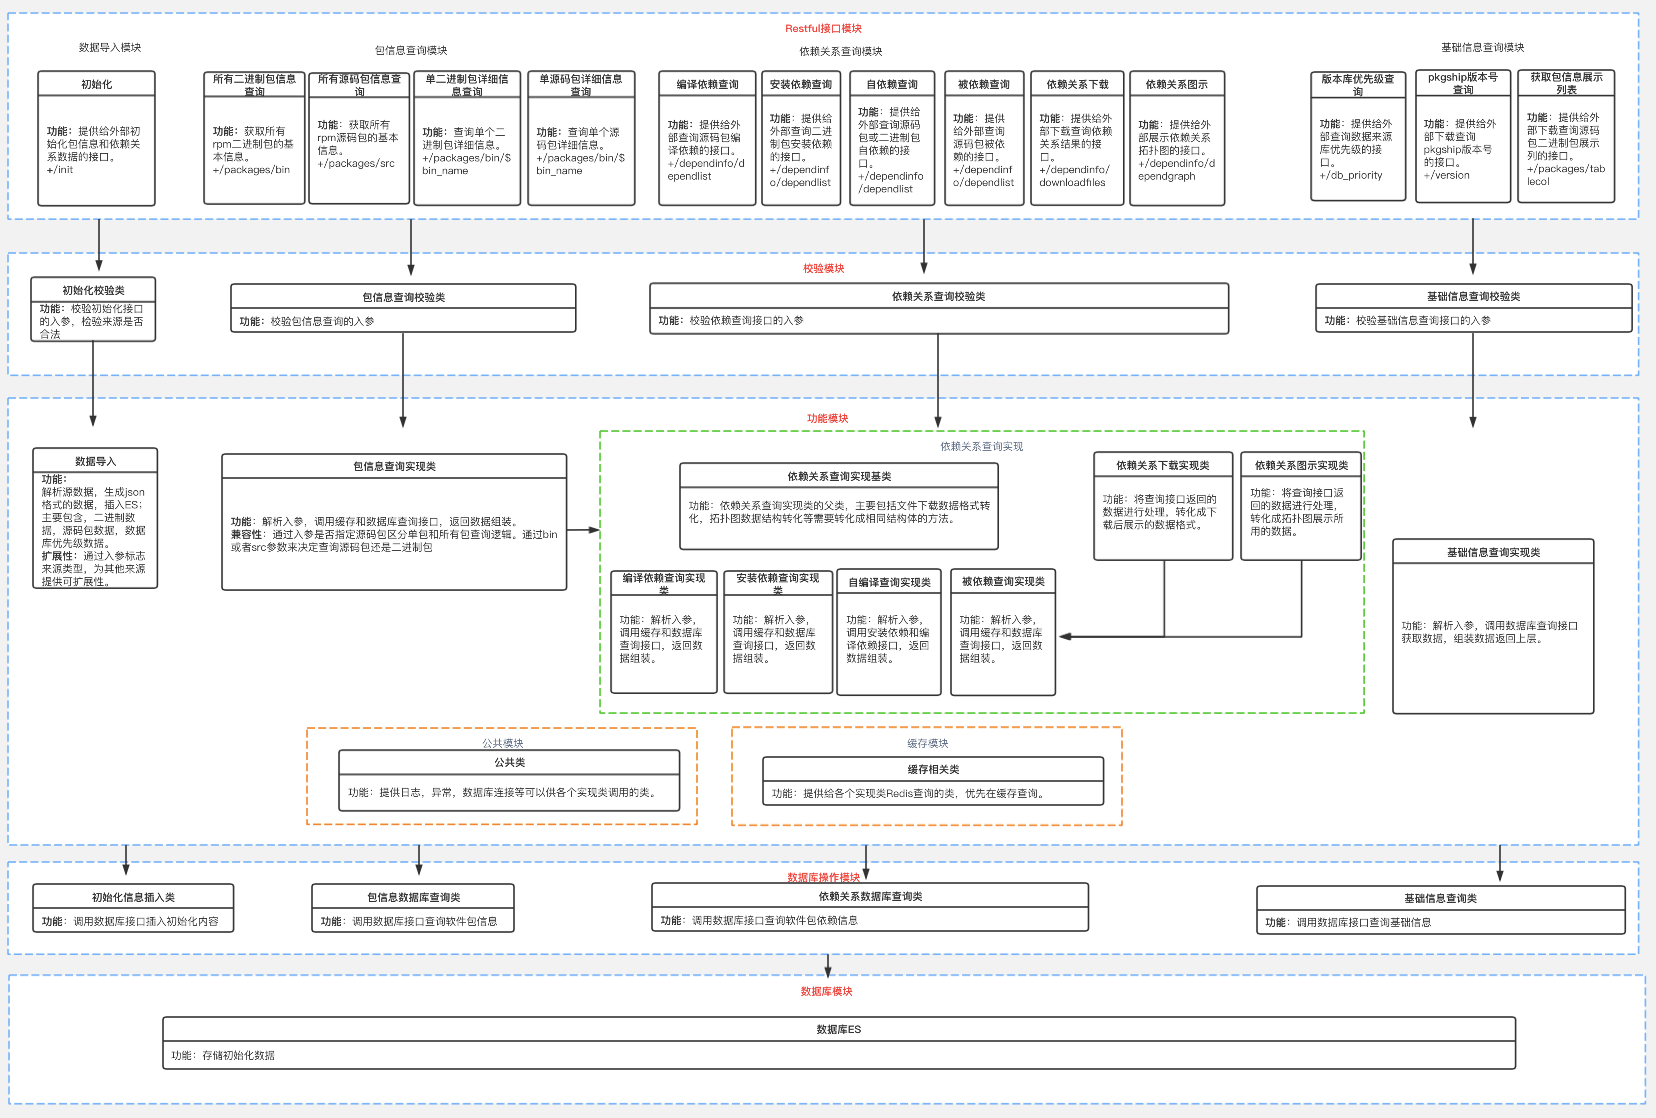 Restful接口模块
数据导入模块
包信息查询模块
依赖关系查询模块
基础信息查询模块
初始化
功能：提供给外部初
始化包信息和依赖关
系数据的接口。
+/init
所有二进制包信息
查询
功能：获取所有
rpm二进制包的基
本信息。
+/packages/bin
所有源码包信息查
询
功能：获取所有
rpm源码包的基本
信息。
+/packages/src
单二进制包详细信
息查询
功能：查询单个二
进制包详细信息。
+/packages/bin/$
bin_name
单源码包详细信息
查询
功能：查询单个源
码包详细信息。
+/packages/bin/$
bin_name
编译依赖查询
功能：提供给外
部查询源码包编
译依赖的接口。
+/dependinfo/d
ependlist
安装依赖查询
功能：提供给
外部查询二进
制包安装依赖
的接口。
+/dependinf
o/dependlist
自依赖查询
功能：提供给
外部查询源码
包或二进制包
自依赖的接
口。
+/dependinfo
/dependlist
被依赖查询
功能：提供
给外部查询
源码包被依
赖的接口。
+/dependinf
o/dependlist
依赖关系下载
功能：提供给外
部下载查询依赖
关系结果的接
口。
+/dependinfo/
downloadfiles
依赖关系图示
功能：提供给外
部展示依赖关系
拓扑图的接口。
+/dependinfo/d
ependgraph
版本库优先级查
询
功能：提供给外
部查询数据来源
库优先级的接
口。
+/db_priority
pkgship版本号
查询
功能：提供给外
部下载查询
pkgship版本号
的接口。
+/version
获取包信息展示
列表
功能：提供给外
部下载查询源码
包二进制包展示
列的接口。
+/packages/tab
lecol
校验模块
初始化校验类
功能：校验初始化接口
的入参，检验来源是否
合法
包信息查询校验类
功能：校验包信息查询的入参
依赖关系查询校验类
功能：校验依赖查询接口的入参
基础信息查询校验类
功能：校验基础信息查询接口的入参
功能模块
数据导入
功能：
解析源数据，生成json
格式的数据，插入ES；
主要包含，二进制数
据，源码包数据，数据
库优先级数据。
扩展性：通过入参标志
来源类型，为其他来源
提供可扩展性。
包信息查询实现类
功能：解析入参，调用缓存和数据库查询接口，返回数据组装。
兼容性：通过入参是否指定源码包区分单包和所有包查询逻辑。通过bin
或者src参数来决定查询源码包还是二进制包
依赖关系查询实现
依赖关系查询实现基类
功能：依赖关系查询实现类的父类，主要包括文件下载数据格式转
化，拓扑图数据结构转化等需要转化成相同结构体的方法。
依赖关系下载实现类
功能：将查询接口返回的
数据进行处理，转化成下
载后展示的数据格式。
依赖关系图示实现类
功能：将查询接口返
回的数据进行处理，
转化成拓扑图展示所
用的数据。
编译依赖查询实现
类
功能：解析入参，
调用缓存和数据库
查询接口，返回数
据组装。
安装依赖查询实现
类
功能：解析入参，
调用缓存和数据库
查询接口，返回数
据组装。
自编译查询实现类
功能：解析入参，
调用安装依赖和编
译依赖接口，返回
数据组装。
被依赖查询实现类
功能：解析入参，
调用缓存和数据库
查询接口，返回数
据组装。
基础信息查询实现类
功能：解析入参，调用数据库查询接口
获取数据，组装数据返回上层。
公共模块
公共类
功能：提供日志，异常，数据库连接等可以供各个实现类调用的类。
缓存模块
缓存相关类
功能：提供给各个实现类Redis查询的类，优先在缓存查询。
数据库操作模块
初始化信息插入类
功能：调用数据库接口插入初始化内容
包信息数据库查询类
功能：调用数据库接口查询软件包信息
依赖关系数据库查询类
功能：调用数据库接口查询软件包依赖信息
基础信息查询类
功能：调用数据库接口查询基础信息
数据库模块
数据库ES
功能：存储初始化数据